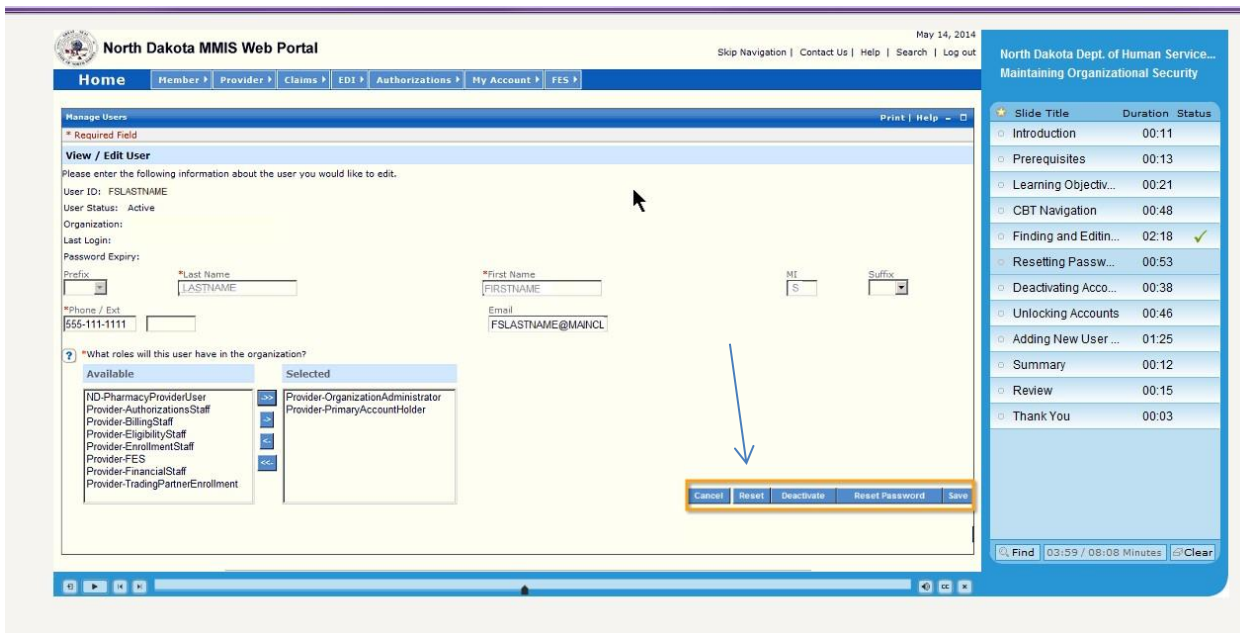 May 14, 2014
North Dakota MMIS Web Portal
Skip Navigation | Contact Us | Help | Search | Log out
Home Member Provider Claims EDI Authorizations My Account FES
Manage Users Print | Help
* Required Field
View / Edit User
Please enter the following information about the user you would like to edit.
User ID: FSLASTNAME
User Status: Active
Organization:
Last Login:
Password Expiry:
Prefix *Last Name *First Name MI Suffix
LASTNAME FIRSTNAME S
*Phone / Ext Email
555-111-1111 FSLASTNAME@MAINCL
? *What roles will this user have in the organization?
Available Selected
ND-PharmacyProviderUser >> Provider-OrganizationAdministrator
Provider-AuthorizationsStaff Provider-PrimaryAccountHolder
Provider-BillingStaff ->
Provider-EligibilityStaff
Provider-EnrollmentStaff <-
Provider-FES
Provider-FinancialStaff <<-
Provider-TradingPartnerEnrollment
Cancel Reset Deactivate Reset Password Save
North Dakota Dept. of Human Service...
Maintaining Organizational Security
Slide Title Duration Status
Introduction 00:11
Prerequisites 00:13
Learning Objectiv... 00:21
CBT Navigation 00:48
Finding and Editin... 02:18 ✓
Resetting Passw... 00:53
Deactivating Acco... 00:38
Unlocking Accounts 00:46
Adding New User ... 01:25
Summary 00:12
Review 00:15
Thank You 00:03
Find 03:59 / 08:08 Minutes Clear
CC